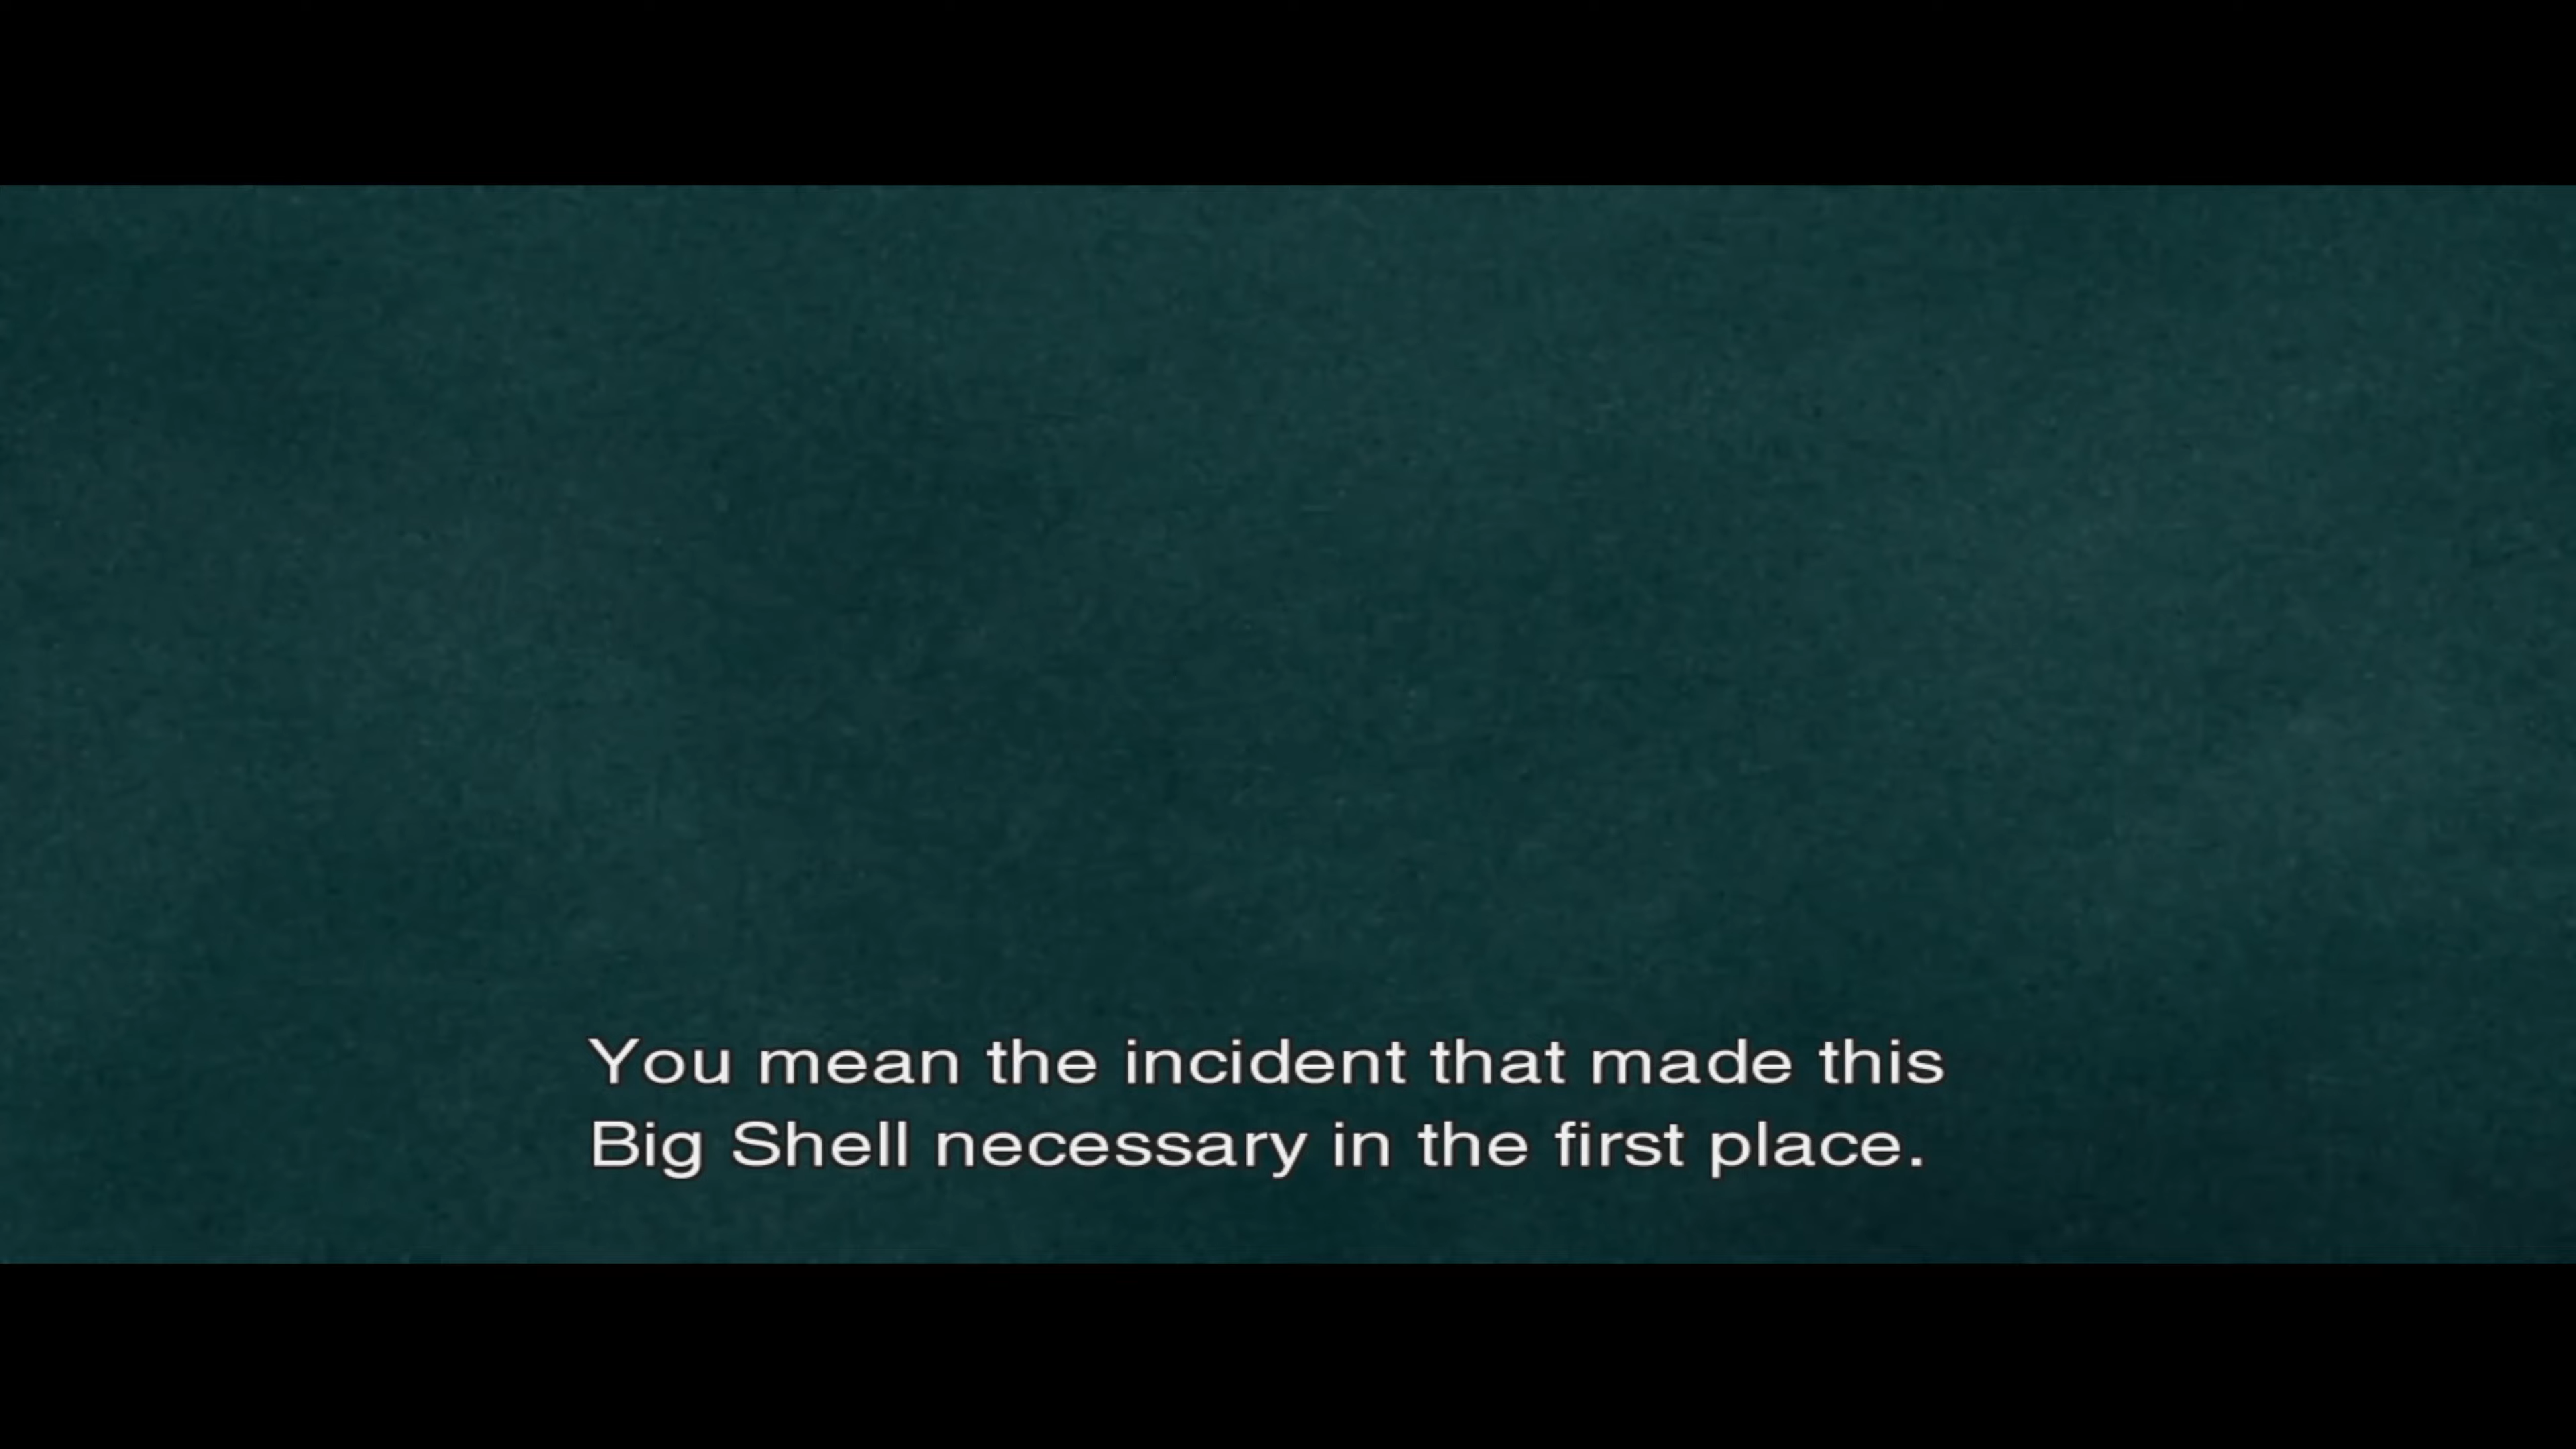 You mean the incident that made this
Big Shell necessary in the first place.